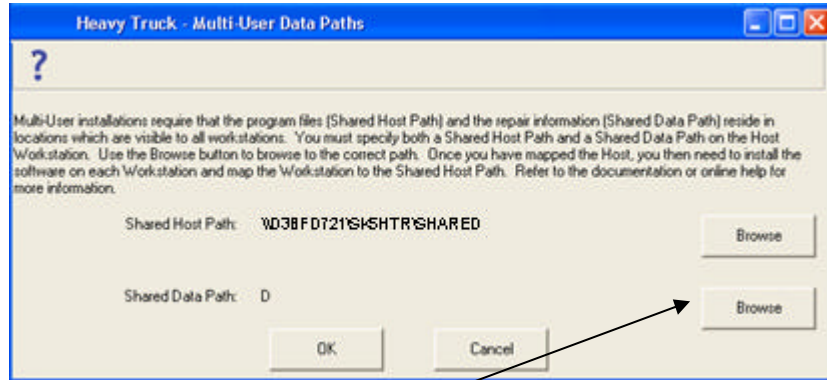 Heavy Truck - Multi-User Data Paths
?
Multi-User installations require that the program files (Shared Host Path) and the repair information (Shared Data Path) reside in
locations which are visible to all workstations. You must specify both a Shared Host Path and a Shared Data Path on the Host
Workstation. Use the Browse button to browse to the correct path. Once you have mapped the Host, you then need to install the
software on each Workstation and map the Workstation to the Shared Host Path. Refer to the documentation or online help for
more information.
Shared Host Path: \\D38FD721\SKSHTR\SHARED
Browse
Shared Data Path: D
Browse
OK Cancel